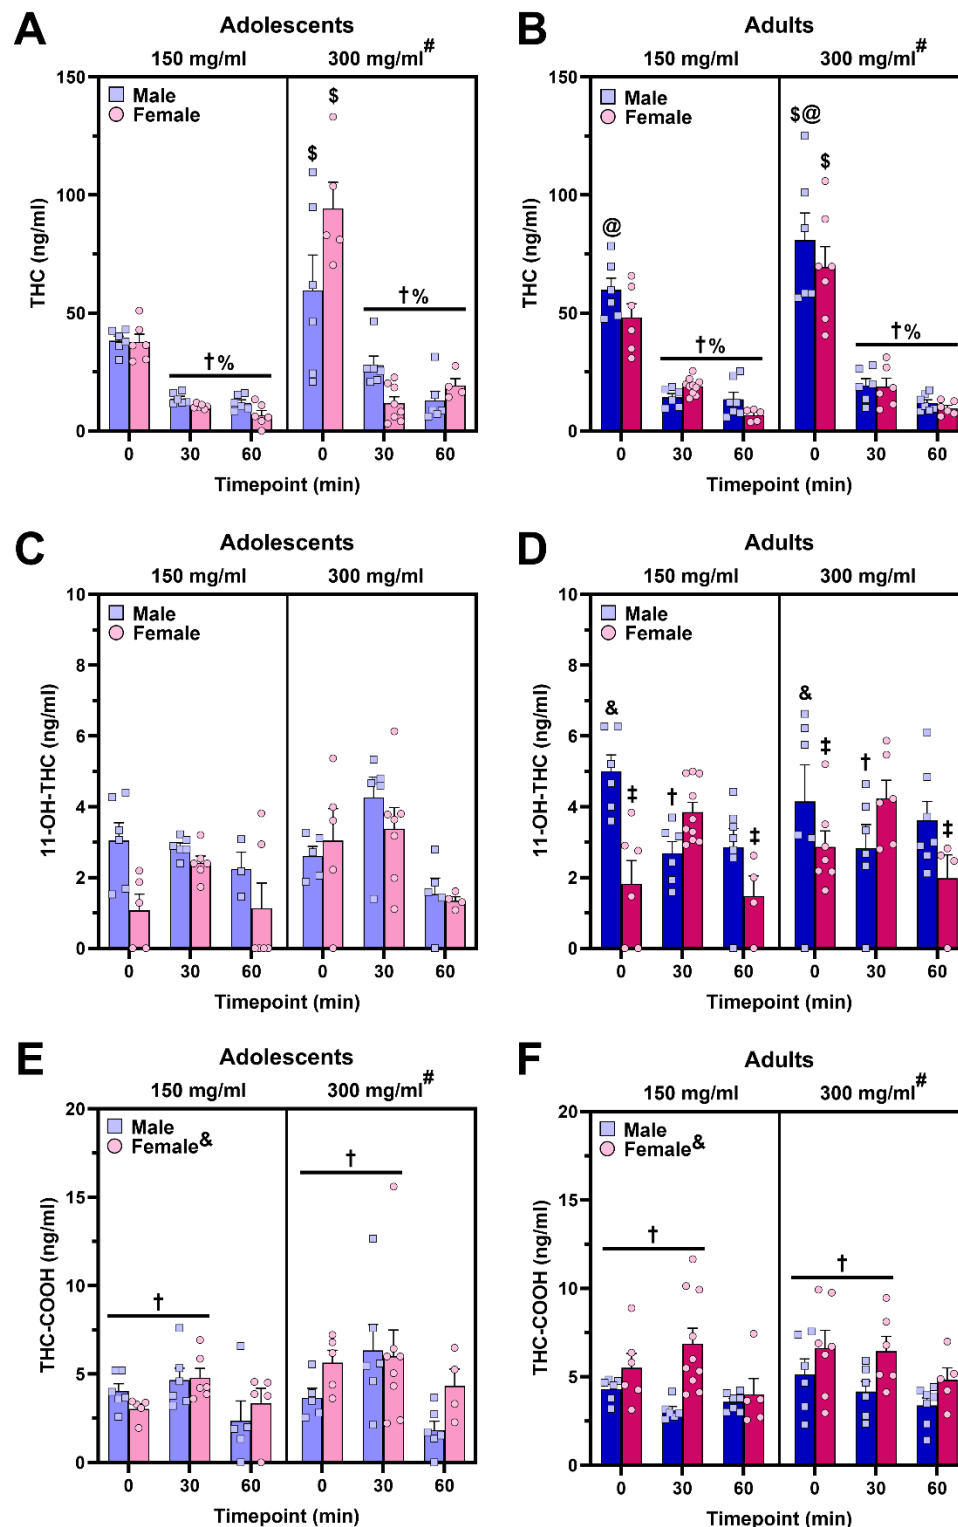 A
Adolescents
150 mg/ml
300 mg/ml#
THC (ng/ml)
150
100
50
0
Male
Female
$
$
†%
†%
0
30
60
0
30
60
Timepoint (min)
B
Adults
150 mg/ml
300 mg/ml#
THC (ng/ml)
150
100
50
0
Male
Female
@
$@
$
†%
†%
0
30
60
0
30
60
Timepoint (min)
C
Adolescents
150 mg/ml
300 mg/ml
11-OH-THC (ng/ml)
10
8
6
4
2
0
Male
Female
0
30
60
0
30
60
Timepoint (min)
D
Adults
150 mg/ml
300 mg/ml
11-OH-THC (ng/ml)
10
8
6
4
2
0
Male
Female
&
‡
†
‡
&
‡
†
‡
0
30
60
0
30
60
Timepoint (min)
E
Adolescents
150 mg/ml
300 mg/ml#
THC-COOH (ng/ml)
20
15
10
5
0
Male
Female&
†
†
0
30
60
0
30
60
Timepoint (min)
F
Adults
150 mg/ml
300 mg/ml#
THC-COOH (ng/ml)
20
15
10
5
0
Male
Female&
†
†
0
30
60
0
30
60
Timepoint (min)